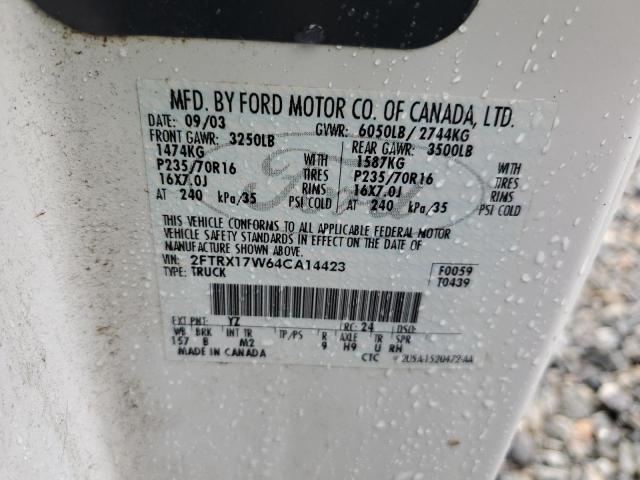 MFD. BY FORD MOTOR CO. OF CANADA, LTD.
DATE: 09/03 GVWR: 6050LB/ 2744KG
FRONT GAWR: 3250LB REAR GAWR: 3500LB
1474KG WITH 1587KG WITH
P235/70R16 TIRES P235/70R16 TIRES
16X7.0J RIMS 16X7.0J RIMS
AT 240 kPa/35 PSI COLD AT 240 kPa/35 PSI COLD
THIS VEHICLE CONFORMS TO ALL APPLICABLE FEDERAL MOTOR
VEHICLE SAFETY STANDARDS IN EFFECT ON THE DATE OF
MANUFACTURE SHOWN ABOVE.
VIN: 2FTRX17W64CA14423 F0059
TYPE: TRUCK T0439
EXT PNT: YZ RC: 24 DSO:
WB BRK INT TR TP/PS R AXLE TR SPR
157 B M2 9 H9 U RH
MADE IN CANADA CTC 2U5A-1520472-AA
Ford